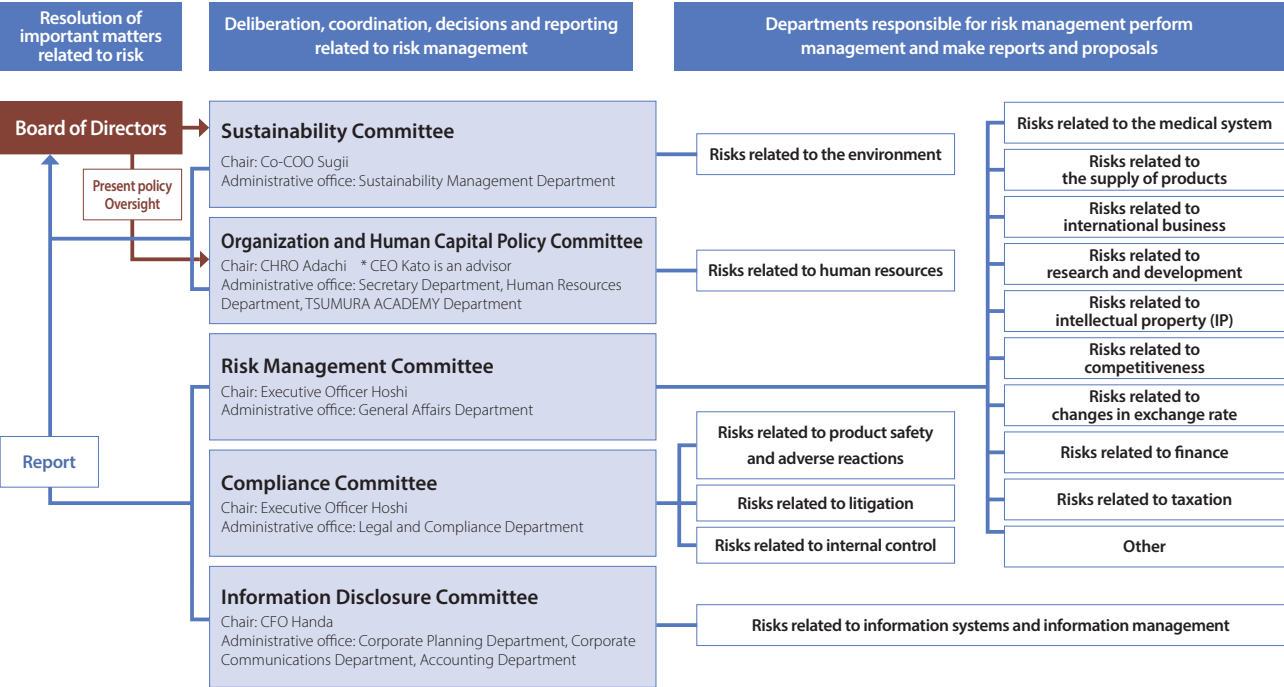 Resolution of
important matters
related to risk
Deliberation, coordination, decisions and reporting
related to risk management
Departments responsible for risk management perform
management and make reports and proposals
Board of Directors
Present policy
Oversight
Report
Sustainability Committee
Chair: Co-COO Sugii
Administrative office: Sustainability Management Department
Risks related to the environment
Organization and Human Capital Policy Committee
Chair: CHRO Adachi * CEO Kato is an advisor
Administrative office: Secretary Department, Human Resources
Department, TSUMURA ACADEMY Department
Risks related to human resources
Risk Management Committee
Chair: Executive Officer Hoshi
Administrative office: General Affairs Department
Risks related to the medical system
Risks related to
the supply of products
Risks related to
international business
Risks related to
research and development
Risks related to
intellectual property (IP)
Risks related to
competitiveness
Risks related to
changes in exchange rate
Risks related to finance
Risks related to taxation
Other
Compliance Committee
Chair: Executive Officer Hoshi
Administrative office: Legal and Compliance Department
Risks related to product safety
and adverse reactions
Risks related to litigation
Risks related to internal control
Information Disclosure Committee
Chair: CFO Handa
Administrative office: Corporate Planning Department, Corporate
Communications Department, Accounting Department
Risks related to information systems and information management